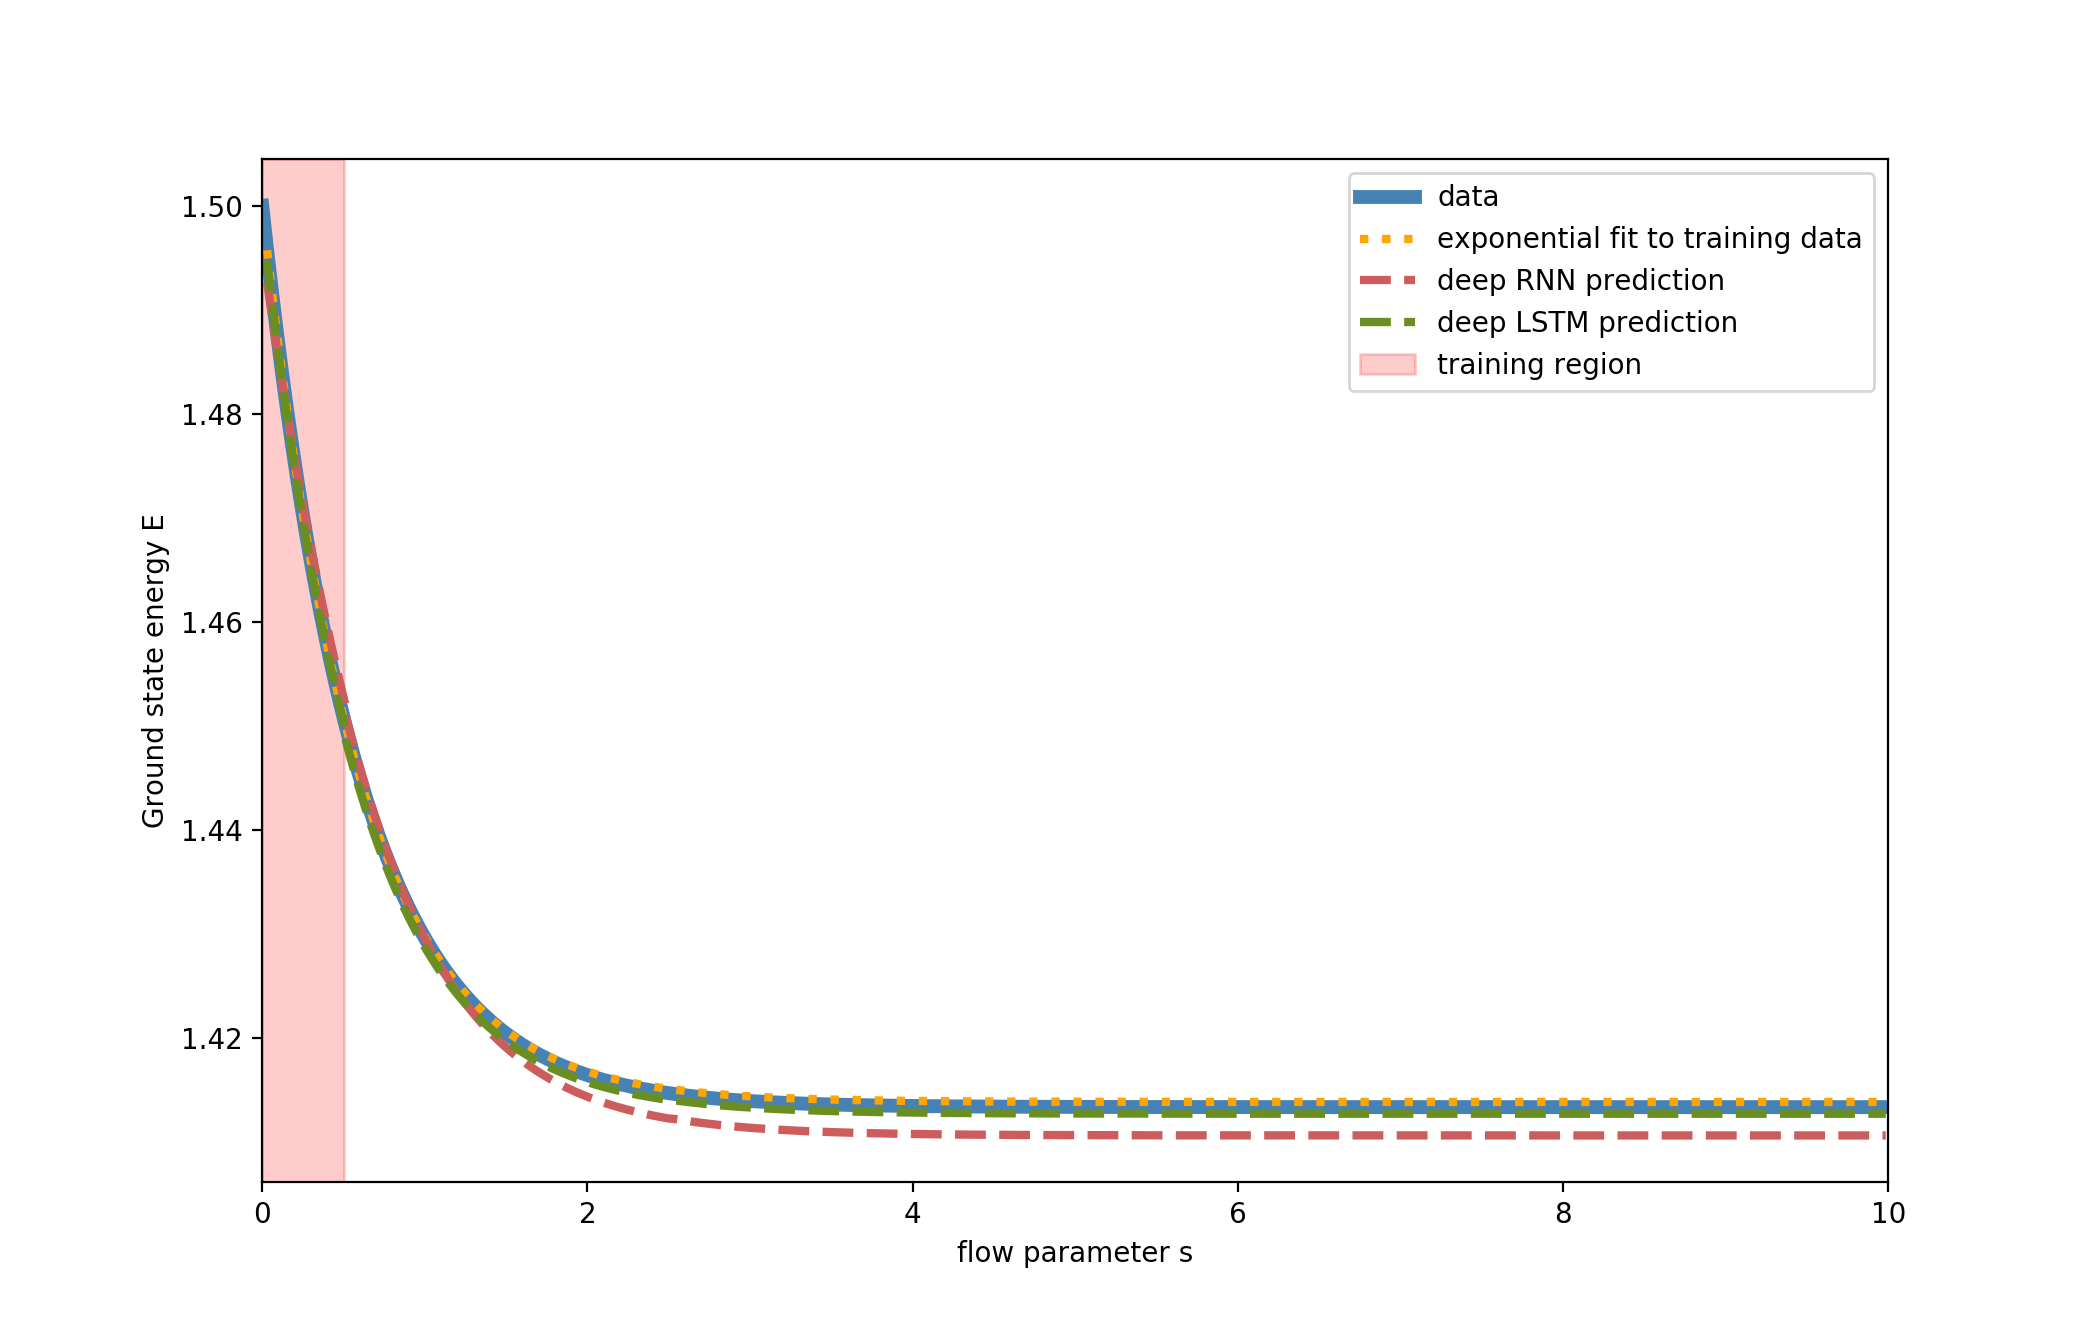 data
exponential fit to training data
deep RNN prediction
deep LSTM prediction
training region
Ground state energy E
1.50
1.48
1.46
1.44
1.42
0 2 4 6 8 10
flow parameter s